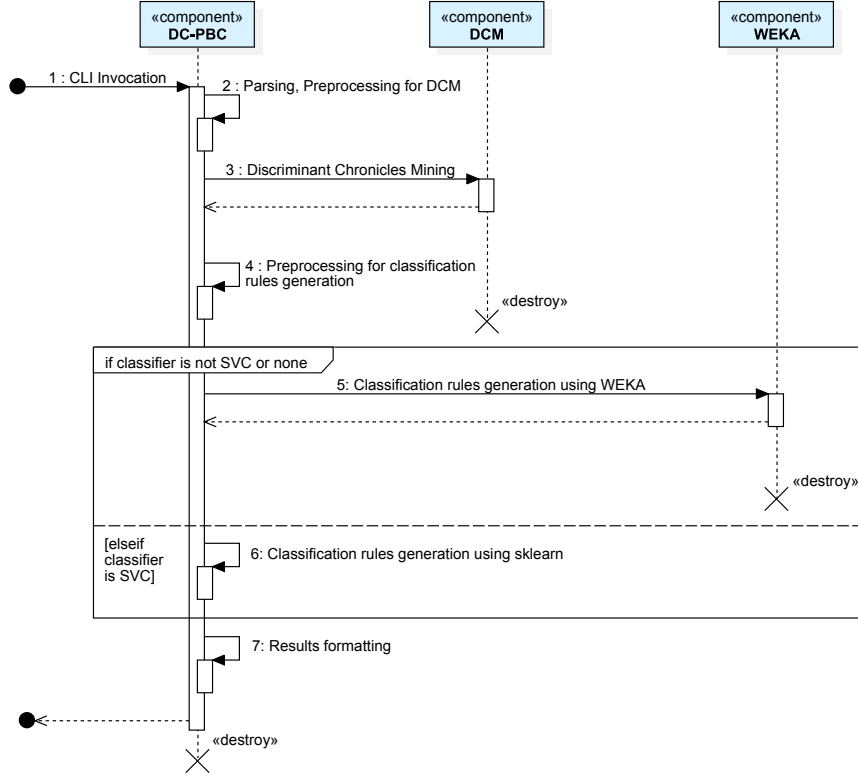 «component»
DC-PBC
«component»
DCM
«component»
WEKA
1 : CLI Invocation
2 : Parsing, Preprocessing for DCM
3 : Discriminant Chronicles Mining
4 : Preprocessing for classification
rules generation
«destroy»
if classifier is not SVC or none
5: Classification rules generation using WEKA
«destroy»
[elseif
classifier
is SVC]
6: Classification rules generation using sklearn
7: Results formatting
«destroy»